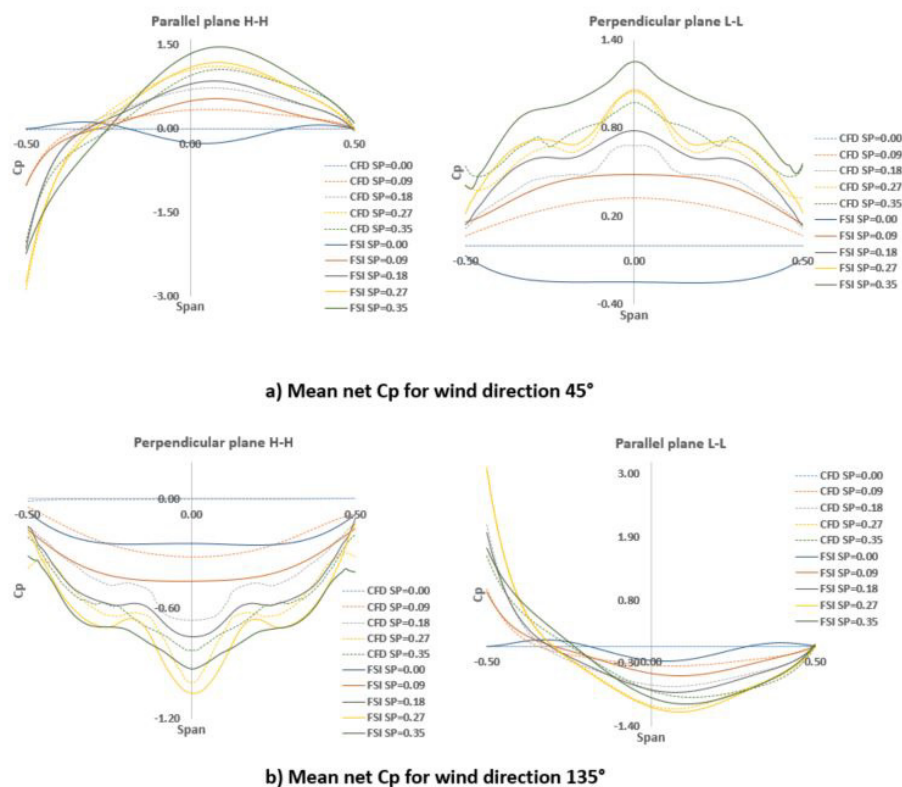 Parallel plane H-H
1.50
0.00
-0.50
0.00
0.50
Cp
-1.50
-3.00
Span
CFD SP=0.00
CFD SP=0.09
CFD SP=0.18
CFD SP=0.27
CFD SP=0.35
FSI SP=0.00
FSI SP=0.09
FSI SP=0.18
FSI SP=0.27
FSI SP=0.35
Perpendicular plane L-L
1.40
0.80
Cp
0.20
-0.50
0.00
0.50
-0.40
Span
CFD SP=0.00
CFD SP=0.09
CFD SP=0.18
CFD SP=0.27
CFD SP=0.35
FSI SP=0.00
FSI SP=0.09
FSI SP=0.18
FSI SP=0.27
FSI SP=0.35
a) Mean net Cp for wind direction 45°
Perpendicular plane H-H
0.00
-0.50
0.00
0.50
Cp
-0.60
-1.20
Span
CFD SP=0.00
CFD SP=0.09
CFD SP=0.18
CFD SP=0.27
CFD SP=0.35
FSI SP=0.00
FSI SP=0.09
FSI SP=0.18
FSI SP=0.27
FSI SP=0.35
Parallel plane L-L
3.00
1.90
Cp
0.80
-0.50
-0.30
0.00
0.50
-1.40
Span
CFD SP=0.00
CFD SP=0.09
CFD SP=0.18
CFD SP=0.27
CFD SP=0.35
FSI SP=0.00
FSI SP=0.09
FSI SP=0.18
FSI SP=0.27
FSI SP=0.35
b) Mean net Cp for wind direction 135°